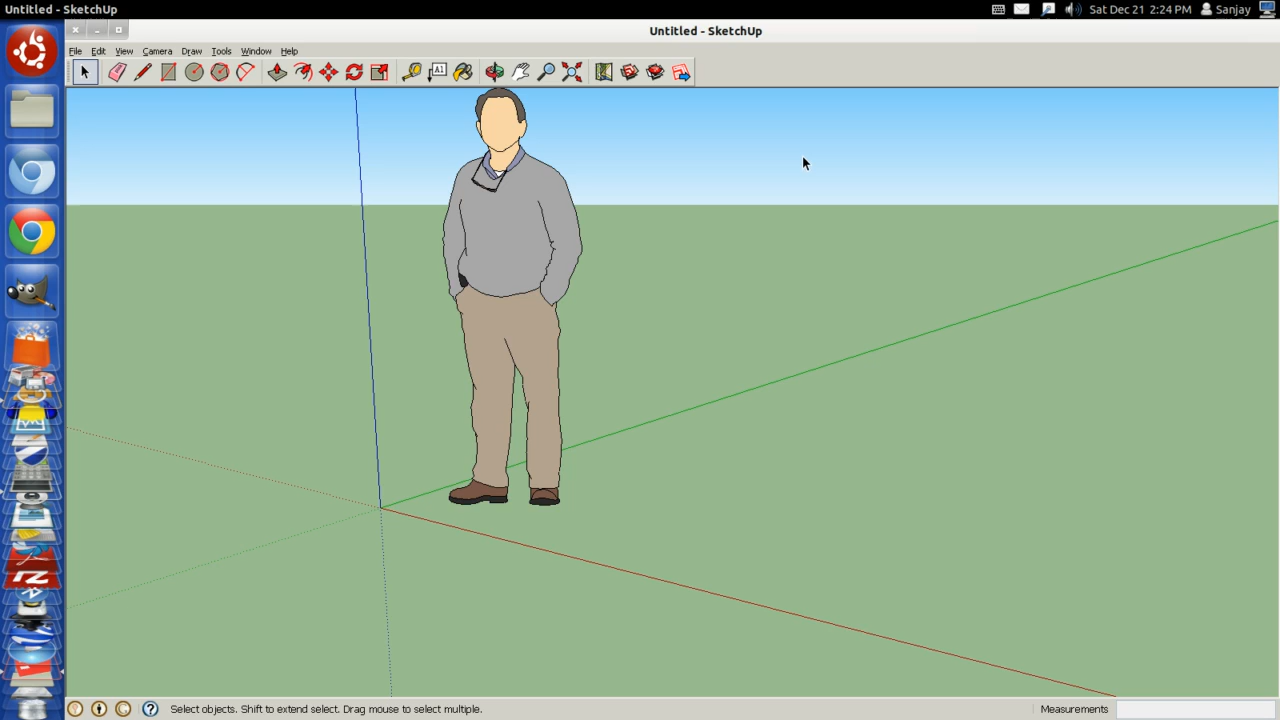 Untitled - SketchUp
Sat Dec 21 2:24 PM Sanjay
Untitled - SketchUp
File Edit View Camera Draw Tools Window Help
A1
Select objects. Shift to extend select. Drag mouse to select multiple.
Measurements